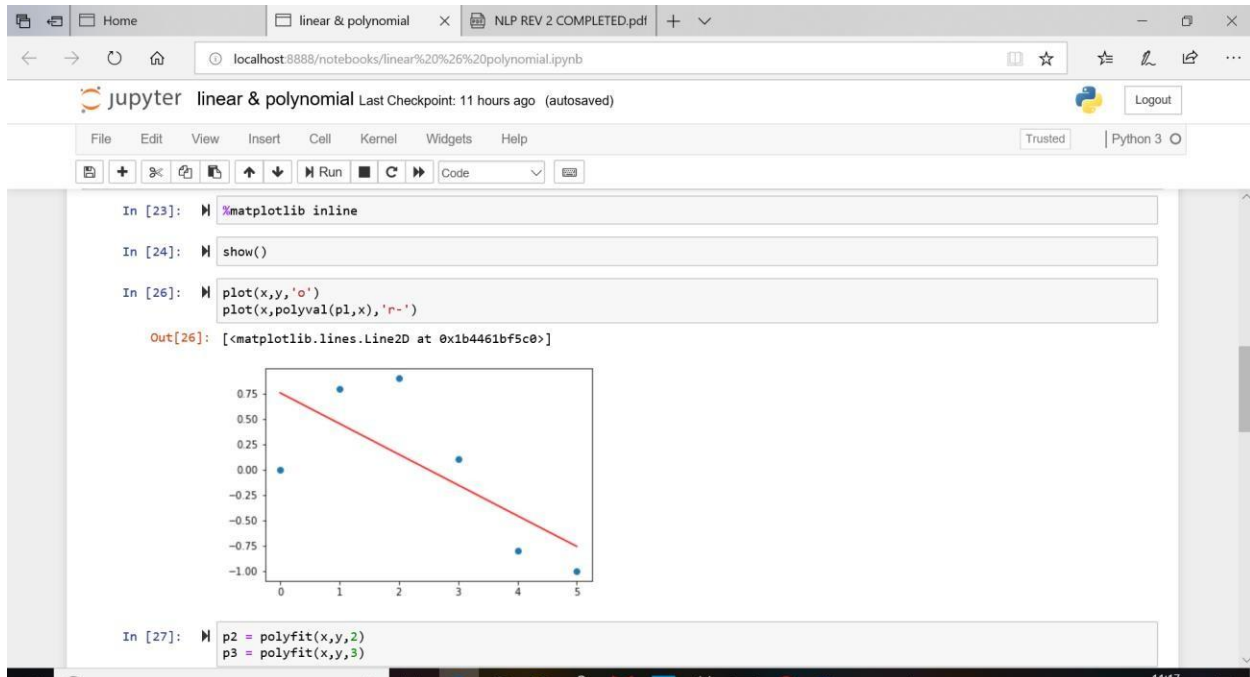 Home
linear & polynomial
NLP REV 2 COMPLETED.pdf
localhost:8888/notebooks/linear%20%26%20polynomial.ipynb
jupyter linear & polynomial Last Checkpoint: 11 hours ago (autosaved)
Logout
File Edit View Insert Cell Kernel Widgets Help
Trusted
Python 3
Run
Code
In [23]: %matplotlib inline
In [24]: show()
In [26]: plot(x,y,'o')
plot(x,polyval(pl,x),'r-')
Out[26]: [<matplotlib.lines.Line2D at 0x1b4461bf5c0>]
0.75
0.50
0.25
0.00
−0.25
−0.50
−0.75
−1.00
0 1 2 3 4 5
In [27]: p2 = polyfit(x,y,2)
p3 = polyfit(x,y,3)